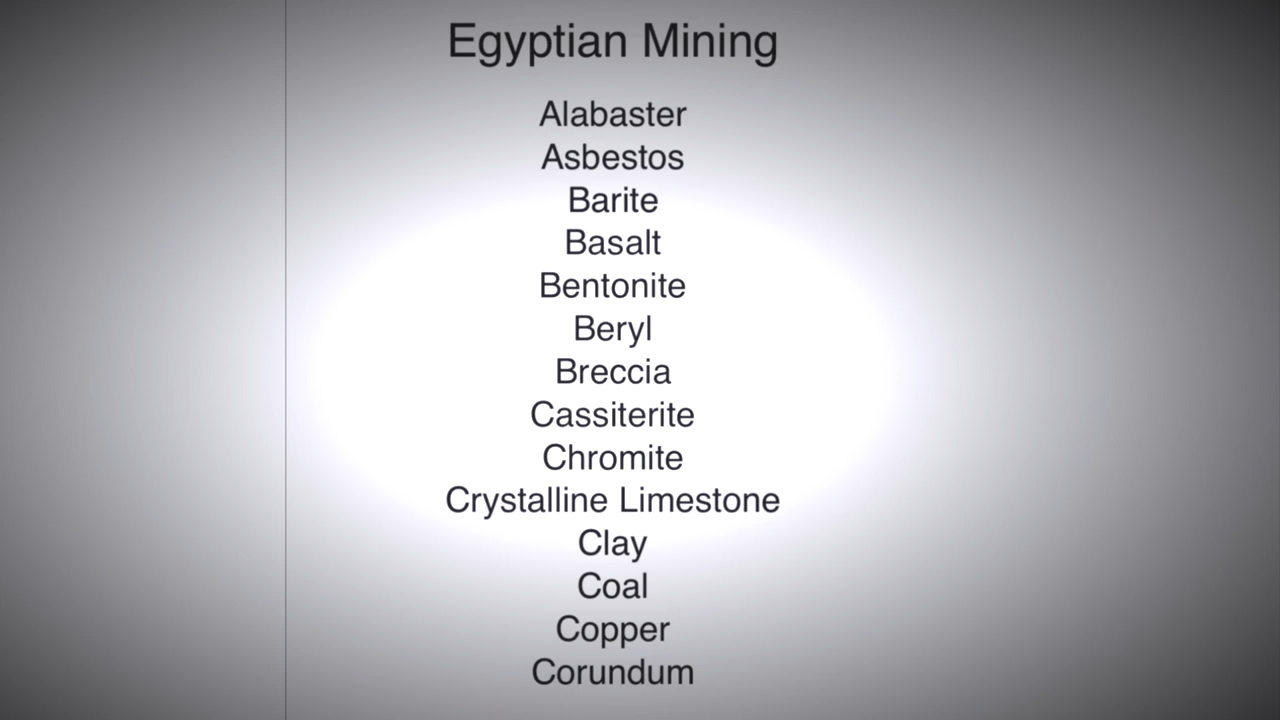 Egyptian Mining
Alabaster
Asbestos
Barite
Basalt
Bentonite
Beryl
Breccia
Cassiterite
Chromite
Crystalline Limestone
Clay
Coal
Copper
Corundum